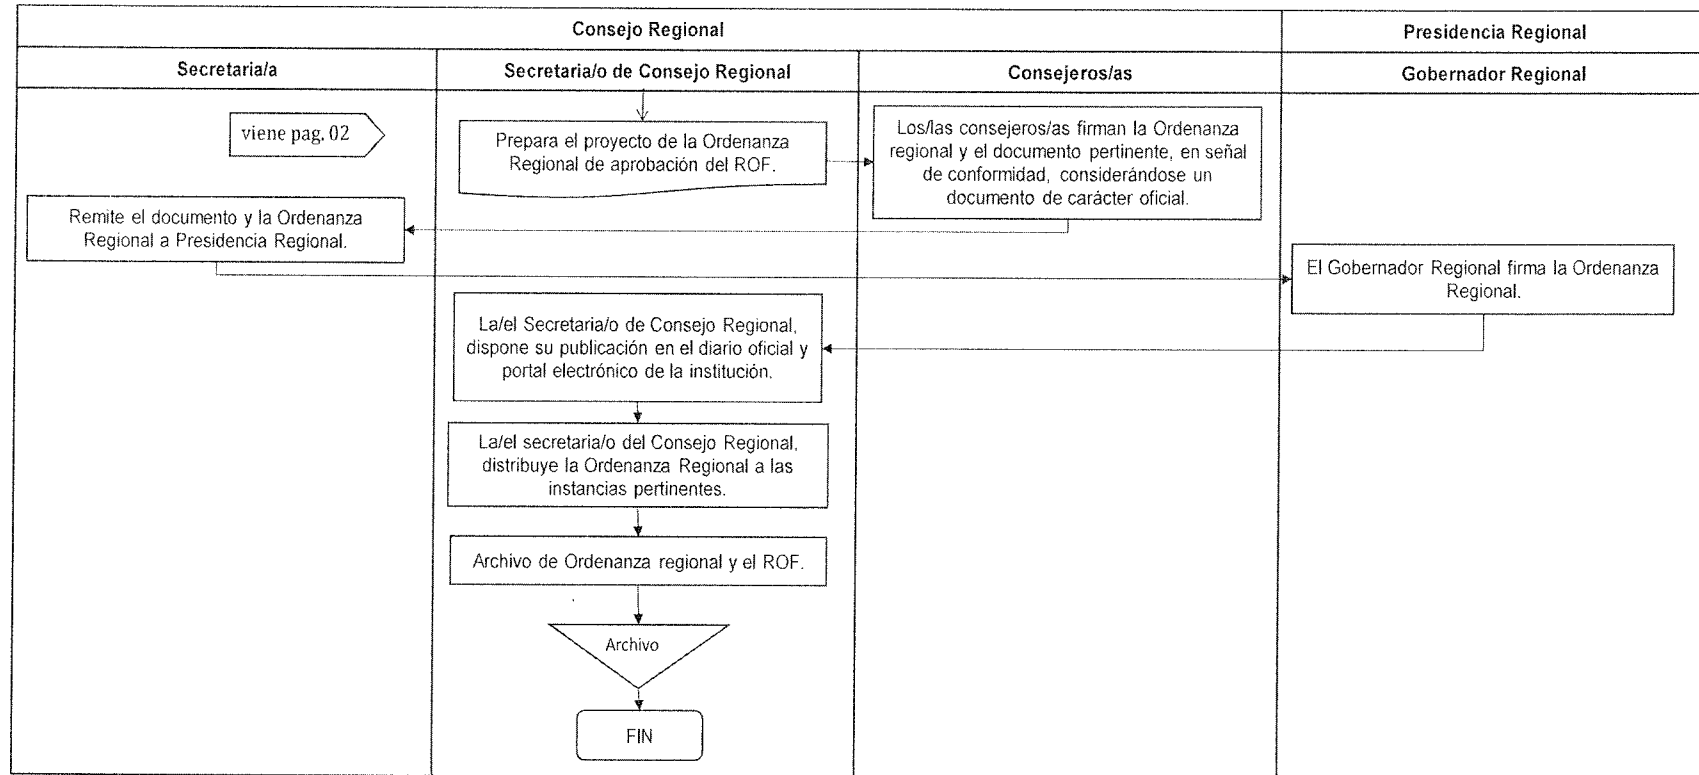 Consejo Regional
Presidencia Regional
Secretaria/a
Secretaria/o de Consejo Regional
Consejeros/as
Gobernador Regional
viene pag. 02
Prepara el proyecto de la Ordenanza
Regional de aprobación del ROF.
Los/las consejeros/as firman la Ordenanza
regional y el documento pertinente, en señal
de conformidad, considerándose un
documento de carácter oficial.
Remite el documento y la Ordenanza
Regional a Presidencia Regional.
El Gobernador Regional firma la Ordenanza
Regional.
La/el Secretaria/o de Consejo Regional,
dispone su publicación en el diario oficial y
portal electrónico de la institución.
La/el secretaria/o del Consejo Regional,
distribuye la Ordenanza Regional a las
instancias pertinentes.
Archivo de Ordenanza regional y el ROF.
Archivo
FIN